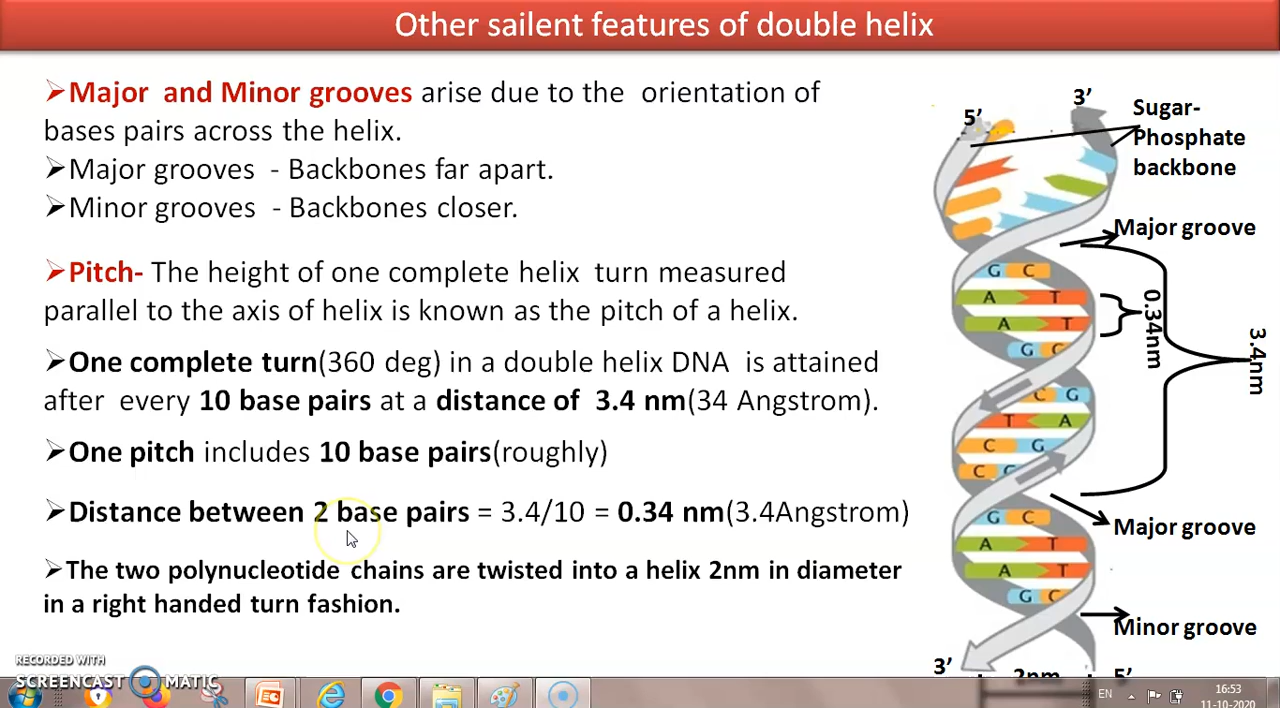 Other sailent features of double helix
➢Major and Minor grooves arise due to the orientation of
bases pairs across the helix.
➢Major grooves - Backbones far apart.
➢Minor grooves - Backbones closer.
➢Pitch- The height of one complete helix turn measured
parallel to the axis of helix is known as the pitch of a helix.
➢One complete turn(360 deg) in a double helix DNA is attained
after every 10 base pairs at a distance of 3.4 nm(34 Angstrom).
➢One pitch includes 10 base pairs(roughly)
➢Distance between 2 base pairs = 3.4/10 = 0.34 nm(3.4Angstrom)
➢The two polynucleotide chains are twisted into a helix 2nm in diameter
in a right handed turn fashion.
5’
3’
Sugar-
Phosphate
backbone
Major groove
G C
A T
A T
G C
0.34nm
3.4nm
C G
T A
C G
C G
Major groove
G C
A T
A T
G C
Minor groove
3’
2nm
5’
RECORDED WITH
SCREENCAST MATIC
EN
16:53
11-10-2020